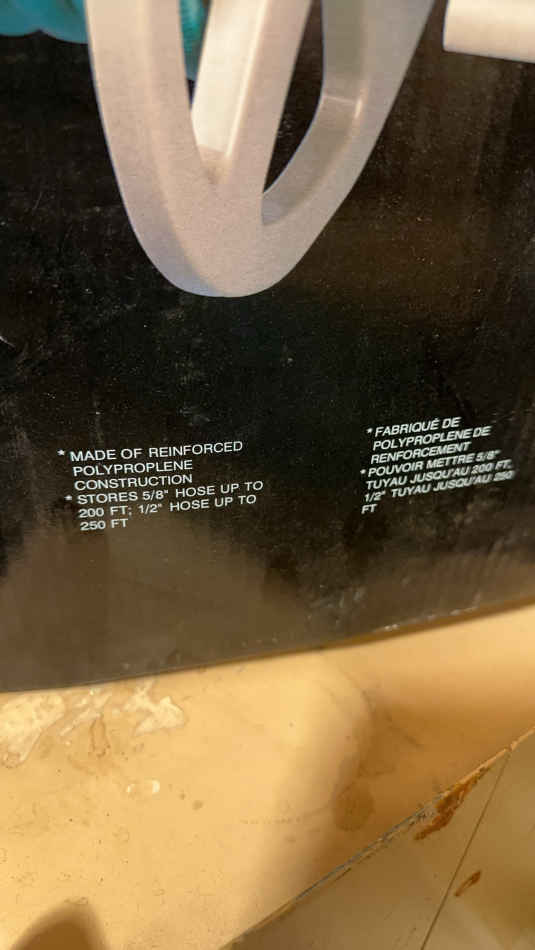 * MADE OF REINFORCED
POLYPROPLENE
CONSTRUCTION
* STORES 5/8" HOSE UP TO
200 FT; 1/2" HOSE UP TO
250 FT
* FABRIQUÉ DE
POLYPROPLENE DE
RENFORCEMENT
* POUVOIR METTRE 5/8"
TUYAU JUSQU'AU 200 FT,
1/2" TUYAU JUSQU'AU 250
FT